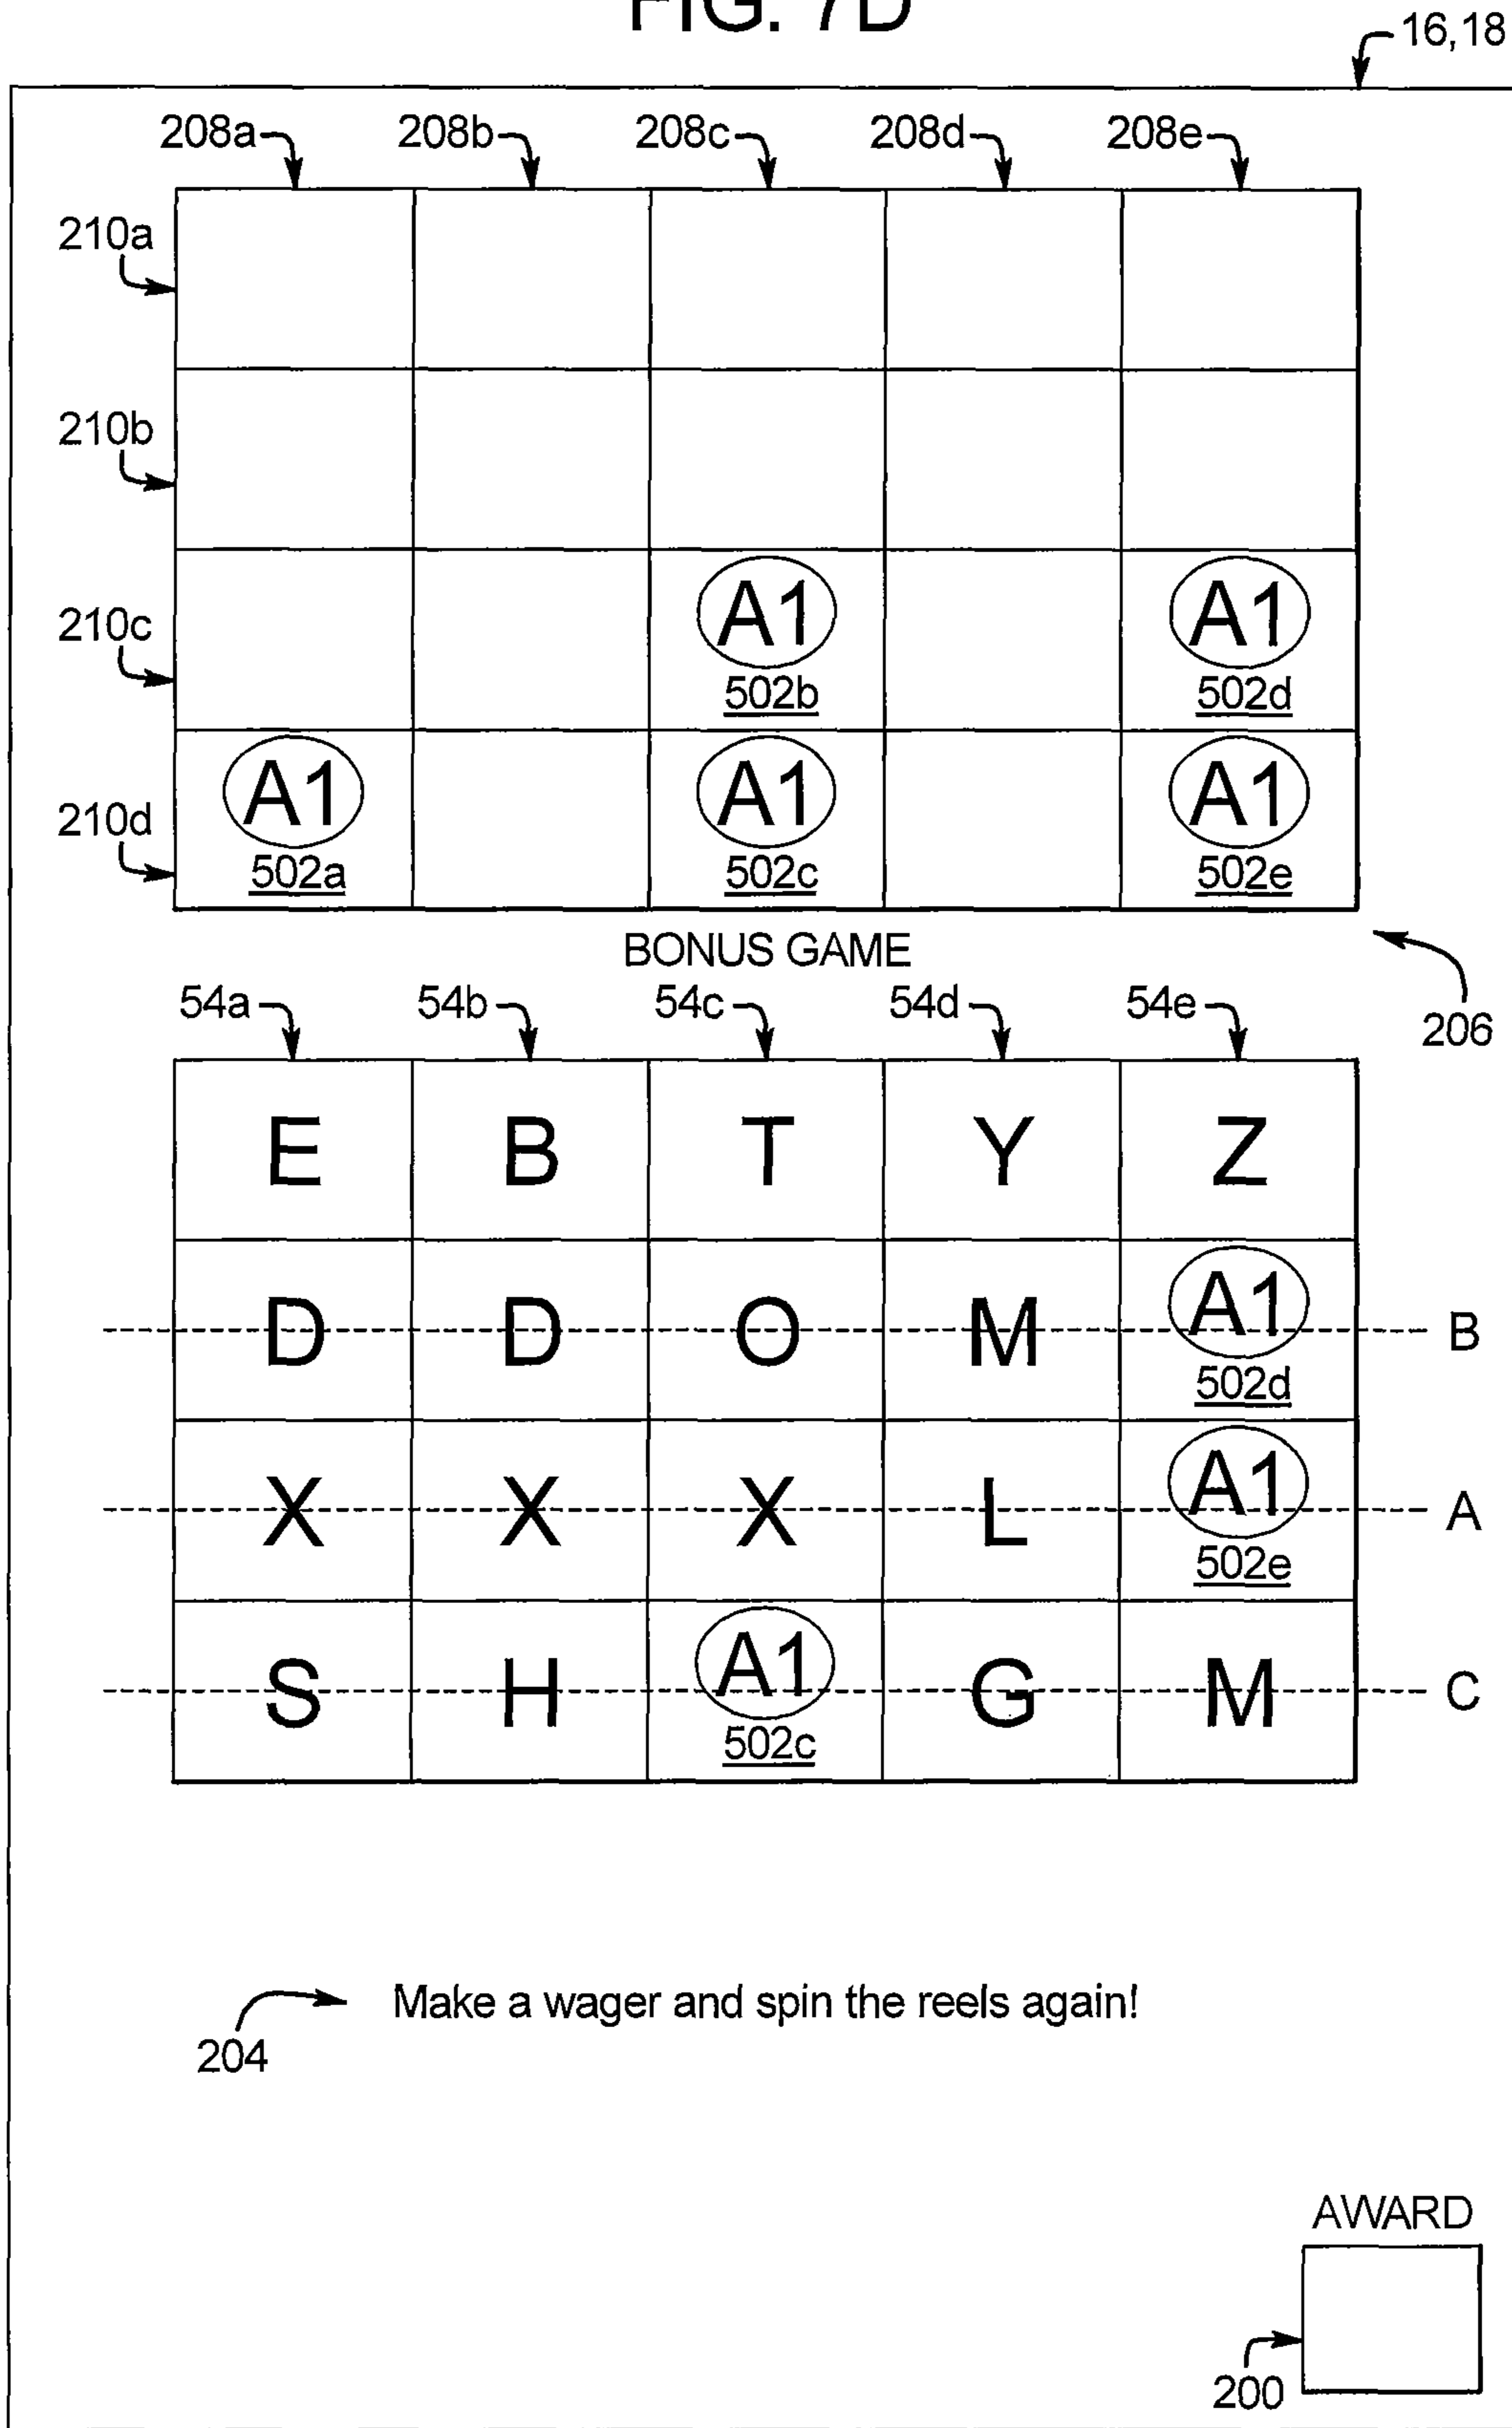 FIG. 7D
16,18
208a 208b 208c 208d 208e
210a
210b
210c
A1 A1
502b 502d
210d
A1 A1 A1
502a 502c 502e
BONUS GAME
206
54a 54b 54c 54d 54e
E B T Y Z
D D O M A1 B
502d
X X X L A1 A
502e
S H A1 G M C
502c
204
Make a wager and spin the reels again!
AWARD
200